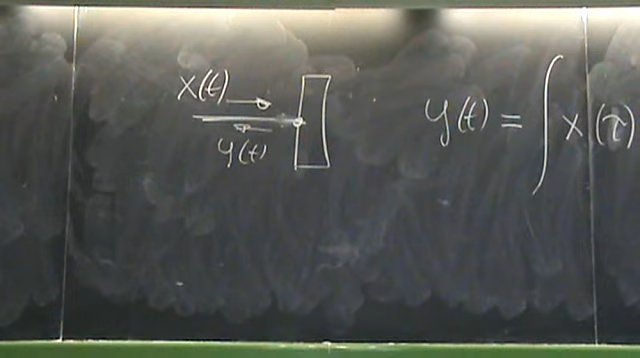 x(t)
y(t)
y(t) = ∫ x(τ)